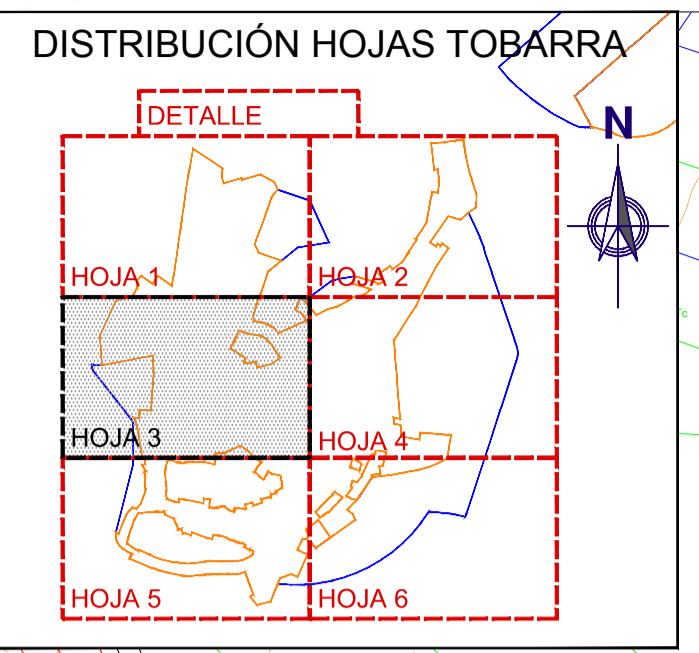 DISTRIBUCIÓN HOJAS TOBARRA
DETALLE
N
HOJA 1
HOJA 2
HOJA 3
HOJA 4
HOJA 5
HOJA 6
c